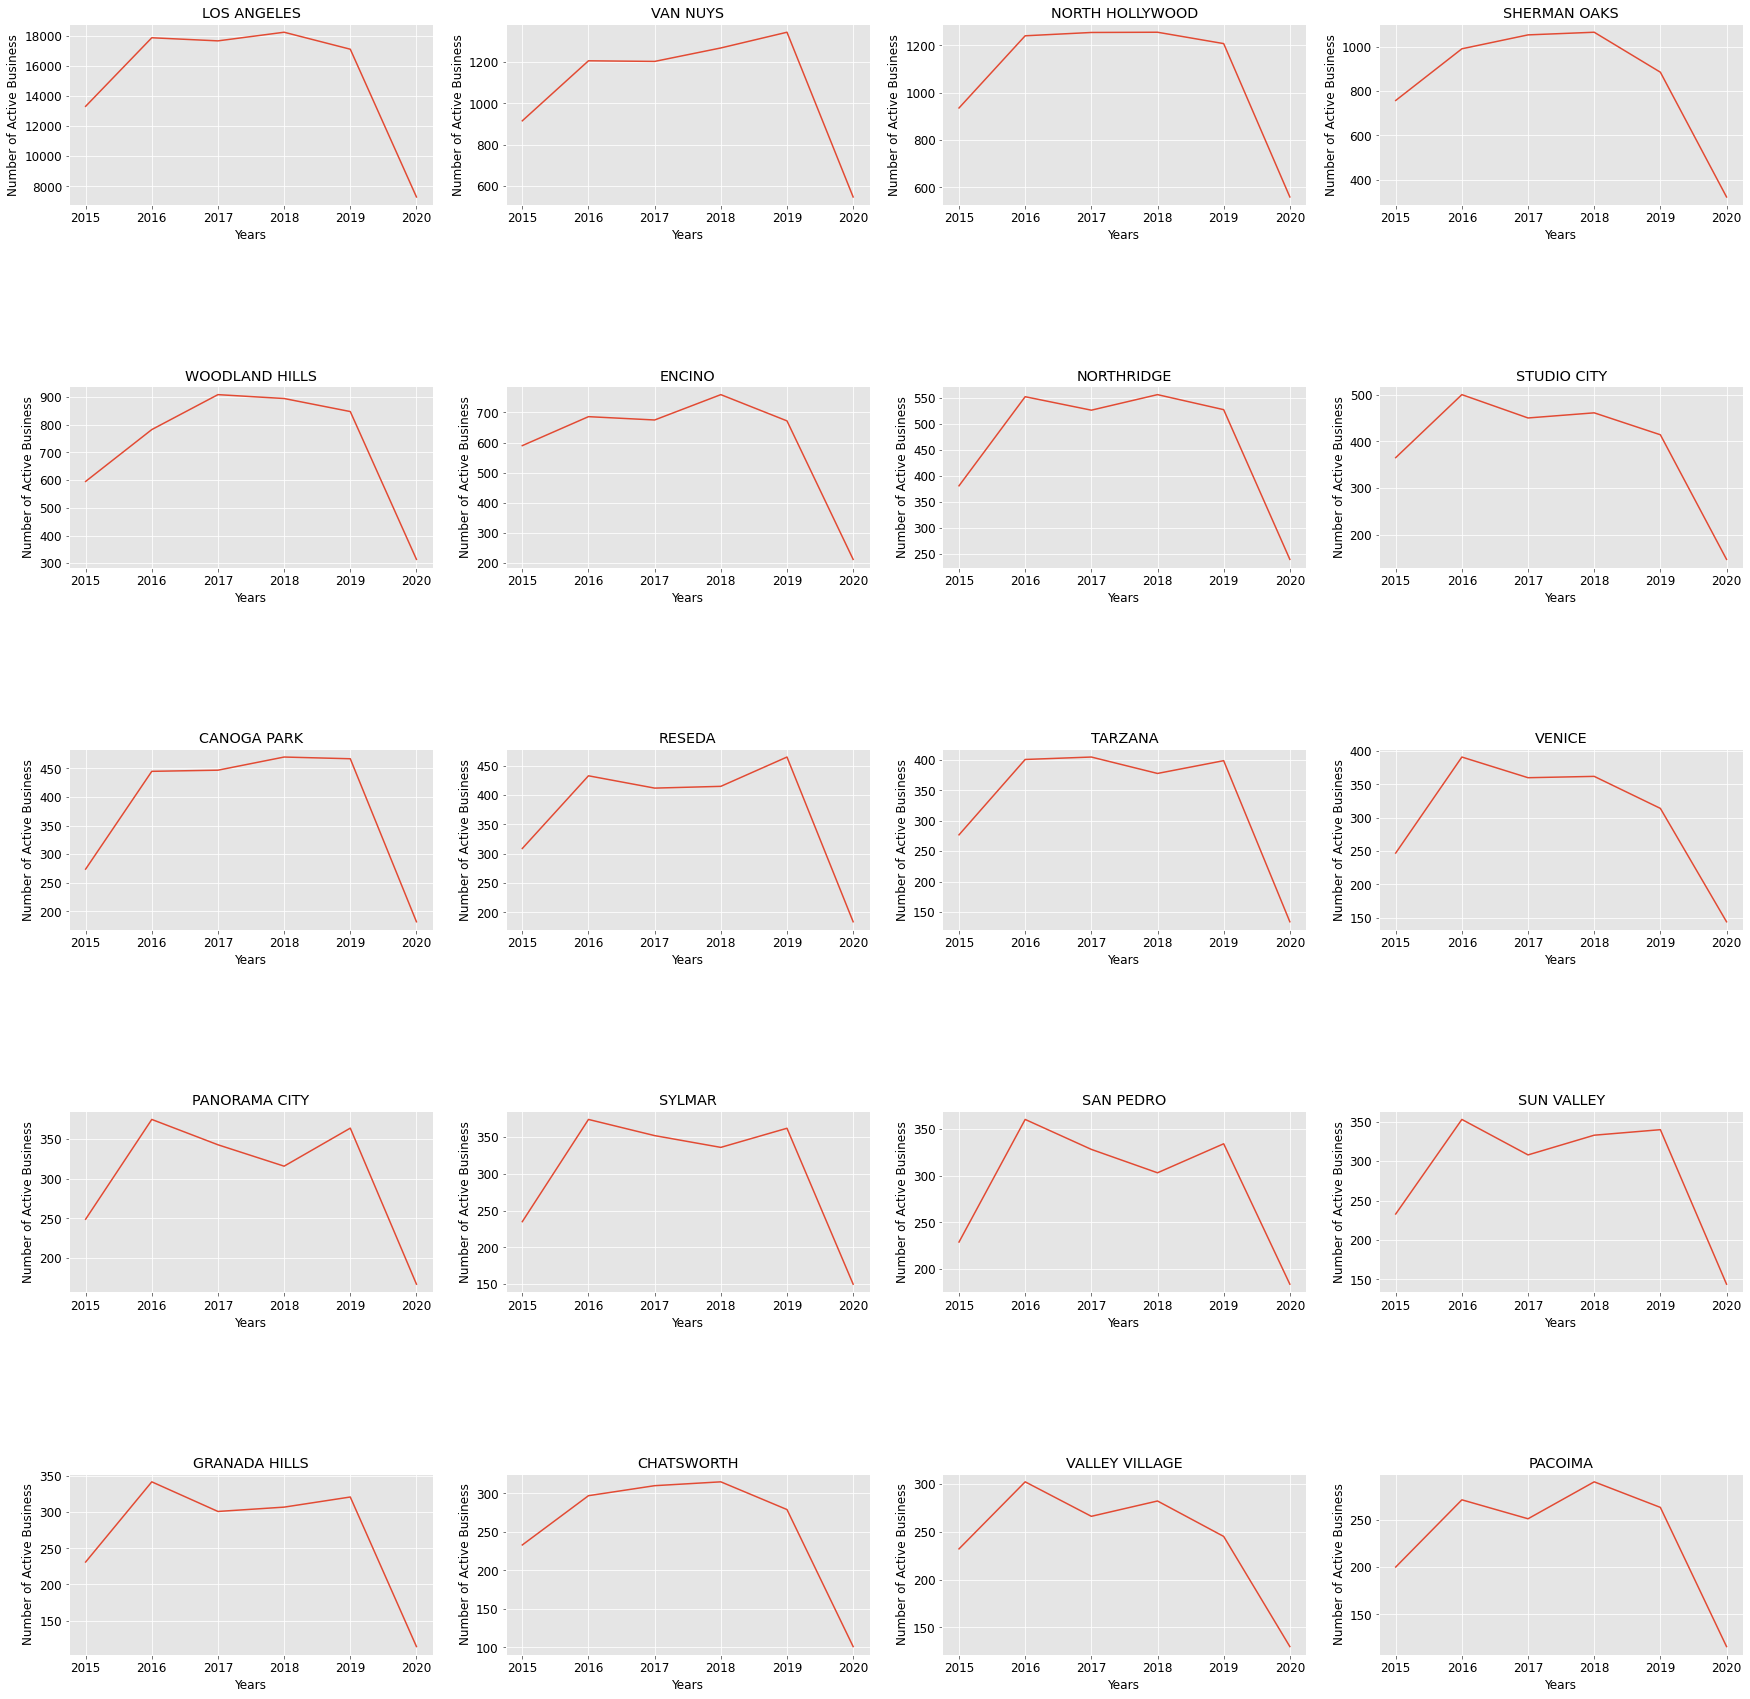 LOS ANGELES
Number of Active Business
18000
16000
14000
12000
10000
8000
2015 2016 2017 2018 2019 2020
Years
VAN NUYS
Number of Active Business
1200
1000
800
600
2015 2016 2017 2018 2019 2020
Years
NORTH HOLLYWOOD
Number of Active Business
1200
1000
800
600
2015 2016 2017 2018 2019 2020
Years
SHERMAN OAKS
Number of Active Business
1000
800
600
400
2015 2016 2017 2018 2019 2020
Years
WOODLAND HILLS
Number of Active Business
900
800
700
600
500
400
300
2015 2016 2017 2018 2019 2020
Years
ENCINO
Number of Active Business
700
600
500
400
300
200
2015 2016 2017 2018 2019 2020
Years
NORTHRIDGE
Number of Active Business
550
500
450
400
350
300
250
2015 2016 2017 2018 2019 2020
Years
STUDIO CITY
Number of Active Business
500
400
300
200
2015 2016 2017 2018 2019 2020
Years
CANOGA PARK
Number of Active Business
450
400
350
300
250
200
2015 2016 2017 2018 2019 2020
Years
RESEDA
Number of Active Business
450
400
350
300
250
200
2015 2016 2017 2018 2019 2020
Years
TARZANA
Number of Active Business
400
350
300
250
200
150
2015 2016 2017 2018 2019 2020
Years
VENICE
Number of Active Business
400
350
300
250
200
150
2015 2016 2017 2018 2019 2020
Years
PANORAMA CITY
Number of Active Business
350
300
250
200
2015 2016 2017 2018 2019 2020
Years
SYLMAR
Number of Active Business
350
300
250
200
150
2015 2016 2017 2018 2019 2020
Years
SAN PEDRO
Number of Active Business
350
300
250
200
2015 2016 2017 2018 2019 2020
Years
SUN VALLEY
Number of Active Business
350
300
250
200
150
2015 2016 2017 2018 2019 2020
Years
GRANADA HILLS
Number of Active Business
350
300
250
200
150
2015 2016 2017 2018 2019 2020
Years
CHATSWORTH
Number of Active Business
300
250
200
150
100
2015 2016 2017 2018 2019 2020
Years
VALLEY VILLAGE
Number of Active Business
300
250
200
150
2015 2016 2017 2018 2019 2020
Years
PACOIMA
Number of Active Business
250
200
150
2015 2016 2017 2018 2019 2020
Years